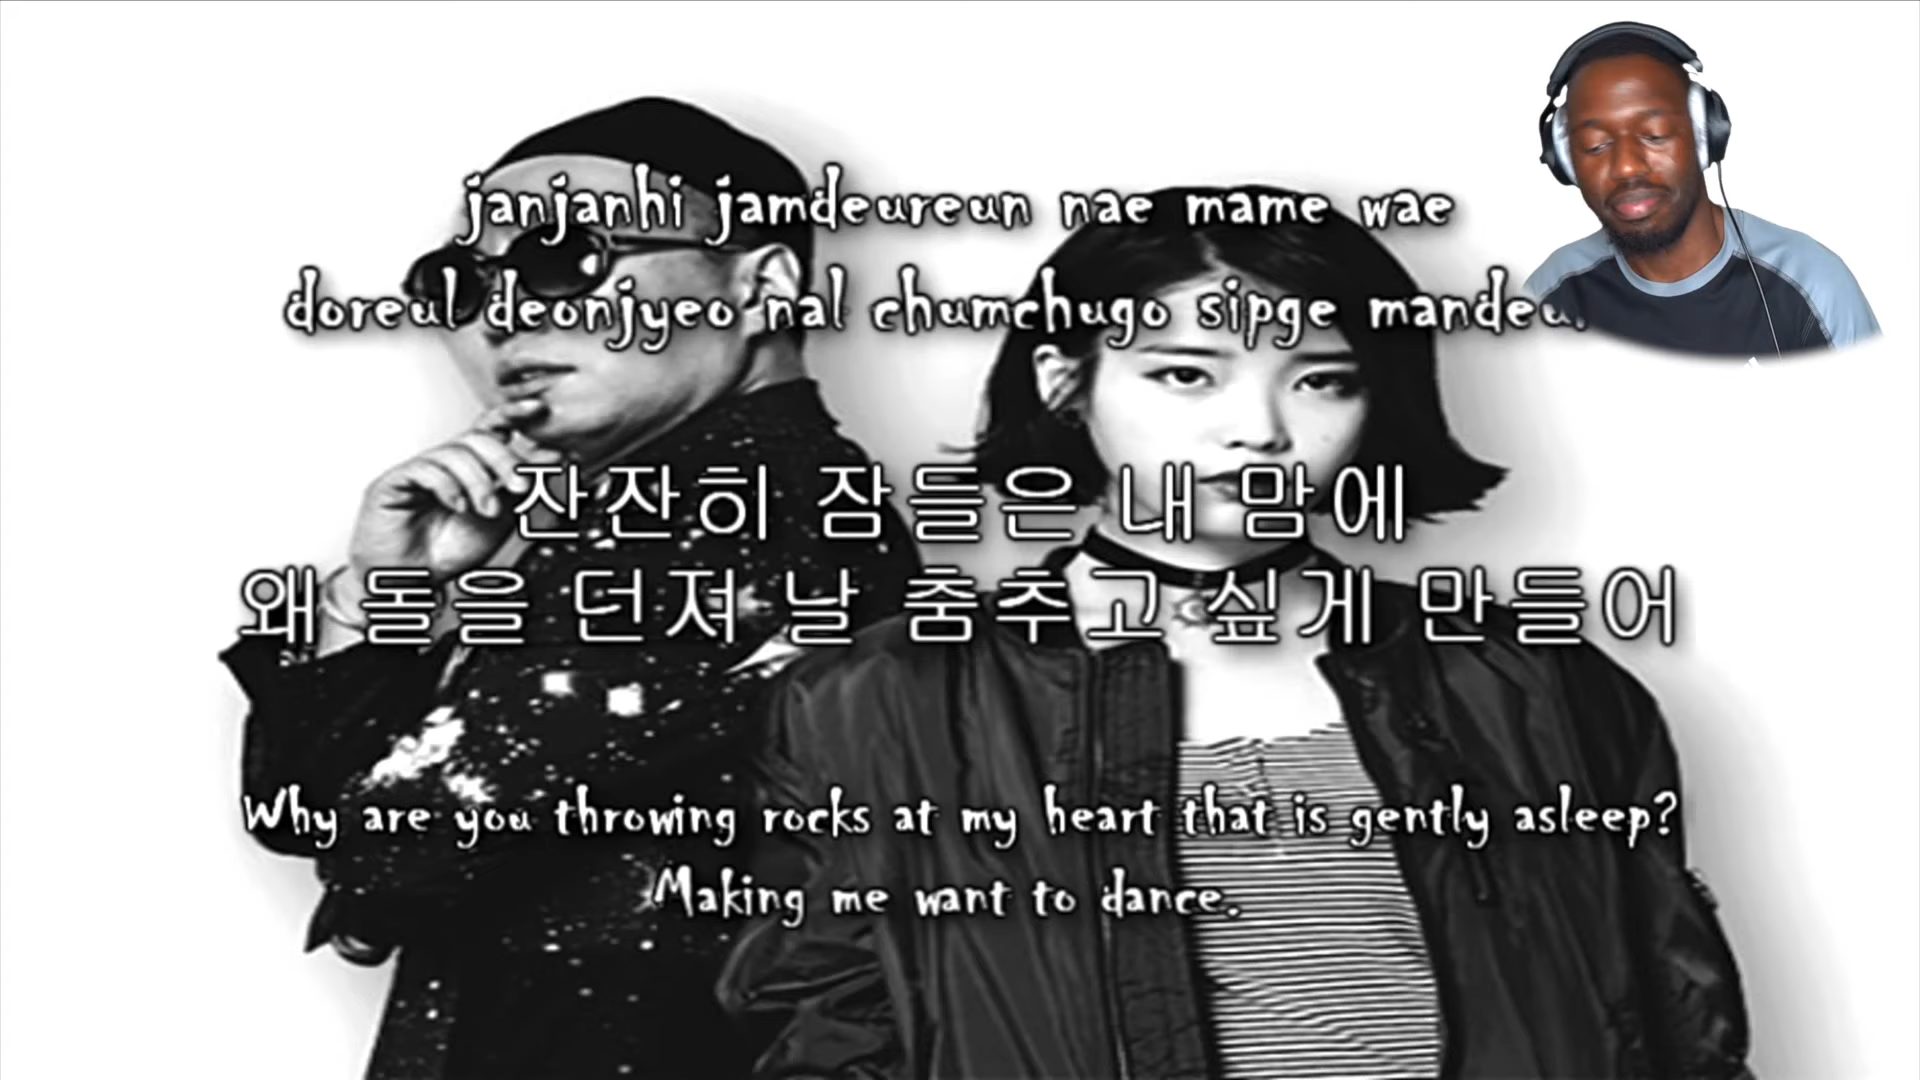 janjanhi jamdeureun nae mame wae
doreul deonjyeo nal chumchugo sipge
잔잔히 잠들은 내 맘에
왜 돌을 던져 날 춤추고 싶게 만들어
Why are you throwing rocks at my heart that is gently asleep?
Making me want to dance.